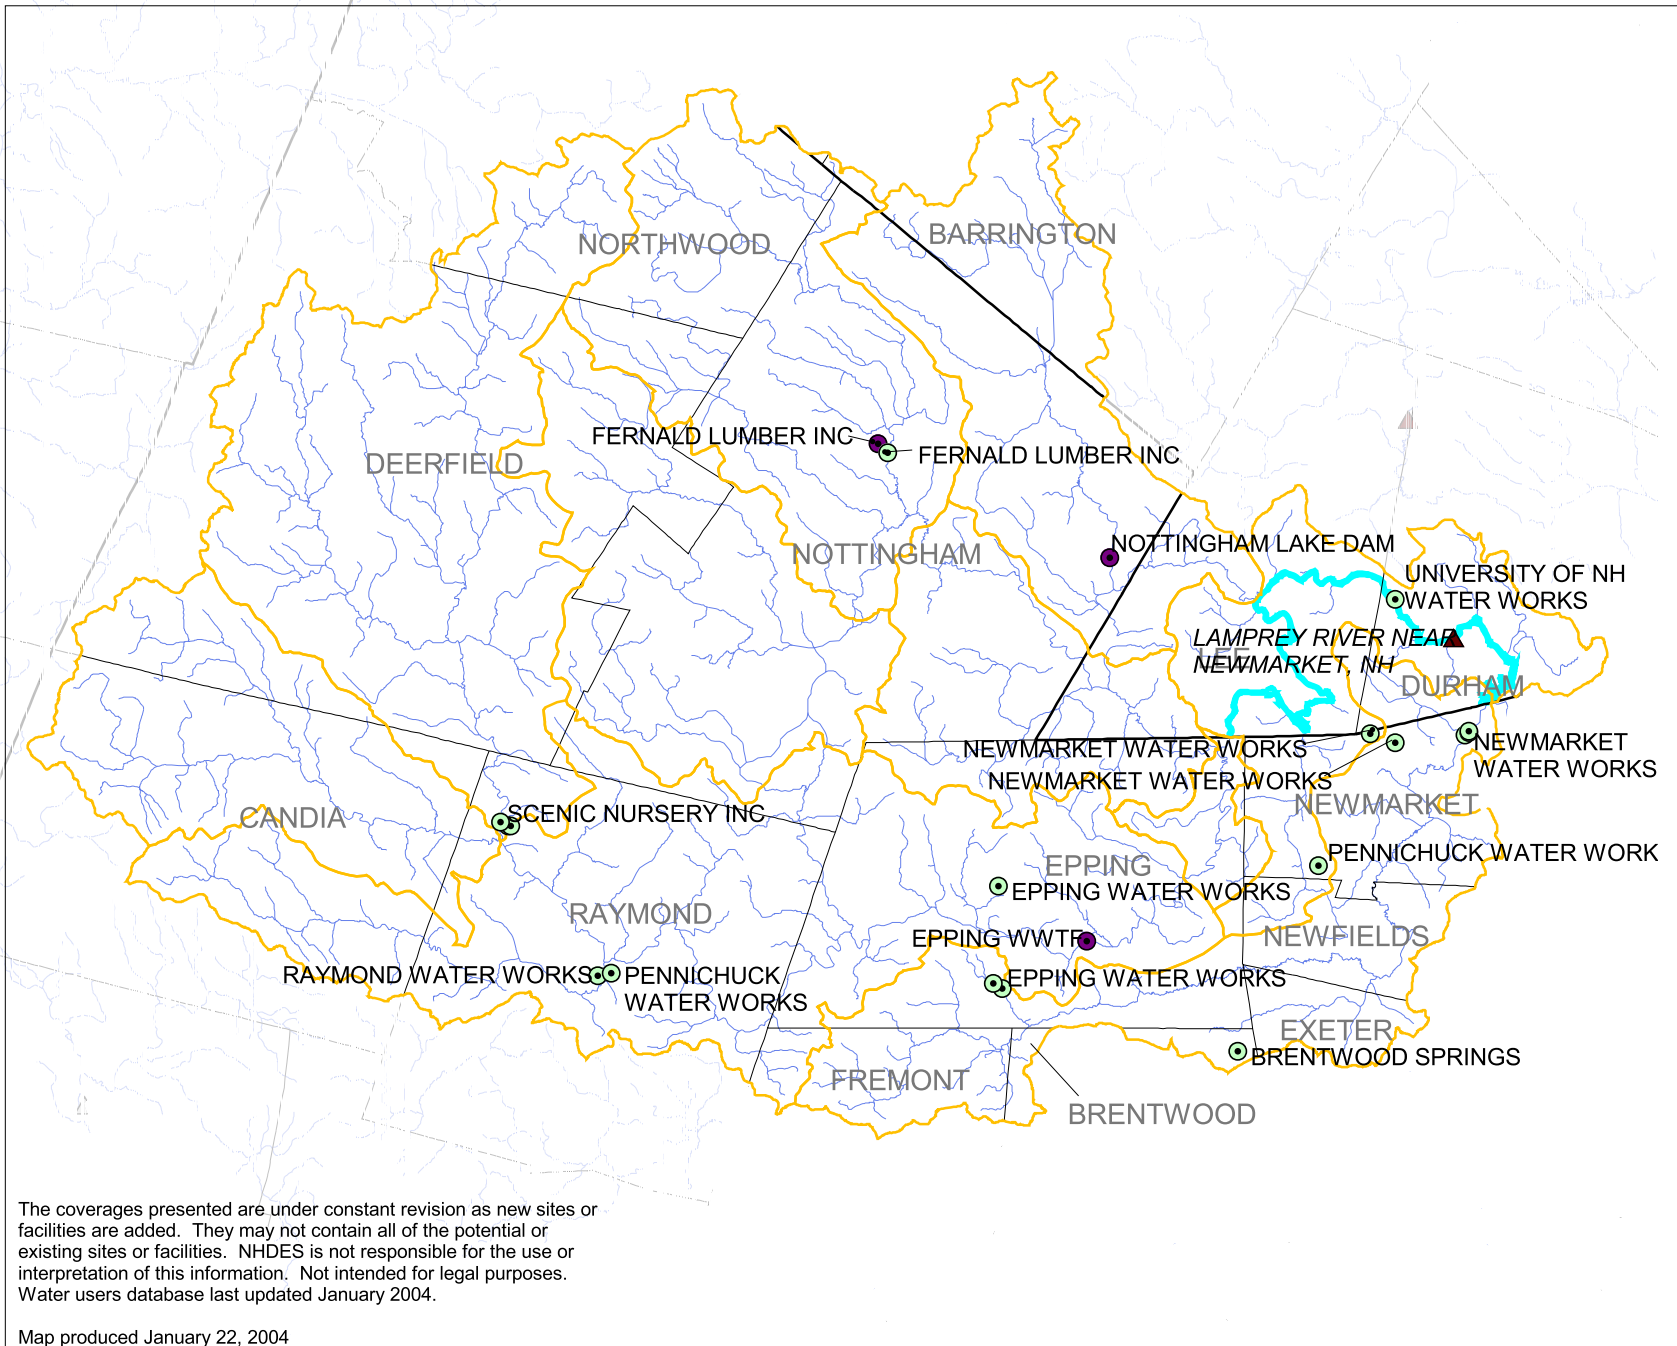 BARRINGTON
NORTHWOOD
FERNALD LUMBER INC
FERNALD LUMBER INC
DEERFIELD
NOTTINGHAM LAKE DAM
NOTTINGHAM
UNIVERSITY OF NH
WATER WORKS
LAMPREY RIVER NEAR
NEWMARKET, NH
LEE
DURHAM
NEWMARKET WATER WORKS
NEWMARKET
WATER WORKS
NEWMARKET WATER WORKS
NEWMARKET
CANDIA
SCENIC NURSERY INC
PENNICHUCK WATER WORK
EPPING
EPPING WATER WORKS
RAYMOND
EPPING WWTF
NEWFIELDS
RAYMOND WATER WORKS
PENNICHUCK
WATER WORKS
EPPING WATER WORKS
EXETER
BRENTWOOD SPRINGS
FREMONT
BRENTWOOD
The coverages presented are under constant revision as new sites or
facilities are added. They may not contain all of the potential or
existing sites or facilities. NHDES is not responsible for the use or
interpretation of this information. Not intended for legal purposes.
Water users database last updated January 2004.
Map produced January 22, 2004